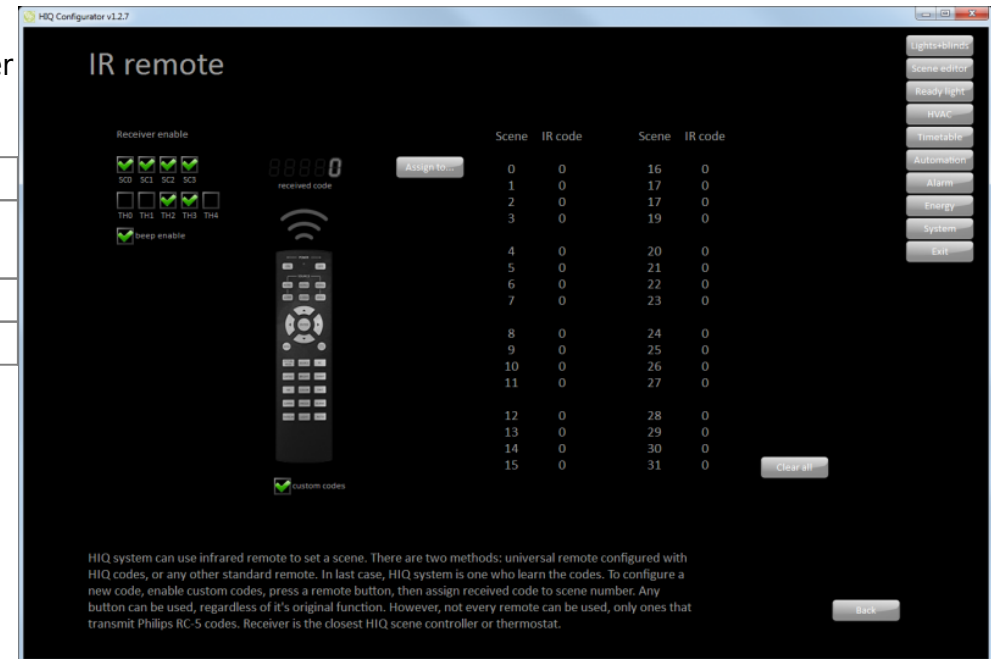 HIQ Configurator v1.2.7
er
IR remote
Lights+blinds
Scene editor
Ready light
HVAC
Timetable
Automation
Alarm
Energy
System
Exit
Receiver enable
SC0 SC1 SC2 SC3
TH0 TH1 TH2 TH3 TH4
beep enable
0
received code
Assign to...
custom codes
Scene IR code Scene IR code
0 0 16 0
1 0 17 0
2 0 17 0
3 0 19 0
4 0 20 0
5 0 21 0
6 0 22 0
7 0 23 0
8 0 24 0
9 0 25 0
10 0 26 0
11 0 27 0
12 0 28 0
13 0 29 0
14 0 30 0
15 0 31 0
Clear all
HIQ system can use infrared remote to set a scene. There are two methods: universal remote configured with
HIQ codes, or any other standard remote. In last case, HIQ system is one who learn the codes. To configure a
new code, enable custom codes, press a remote button, then assign received code to scene number. Any
button can be used, regardless of it's original function. However, not every remote can be used, only ones that
transmit Philips RC-5 codes. Receiver is the closest HIQ scene controller or thermostat.
Back